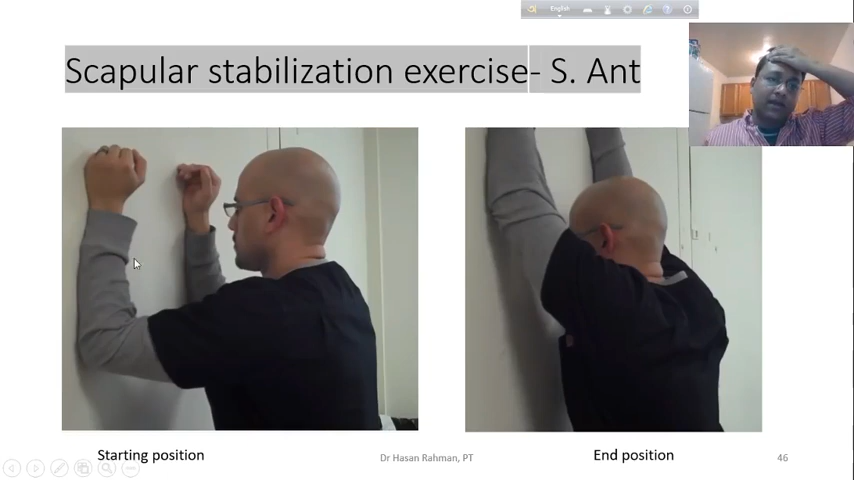 English
Scapular stabilization exercise- S. Ant
Starting position
Dr Hasan Rahman, PT
End position
46